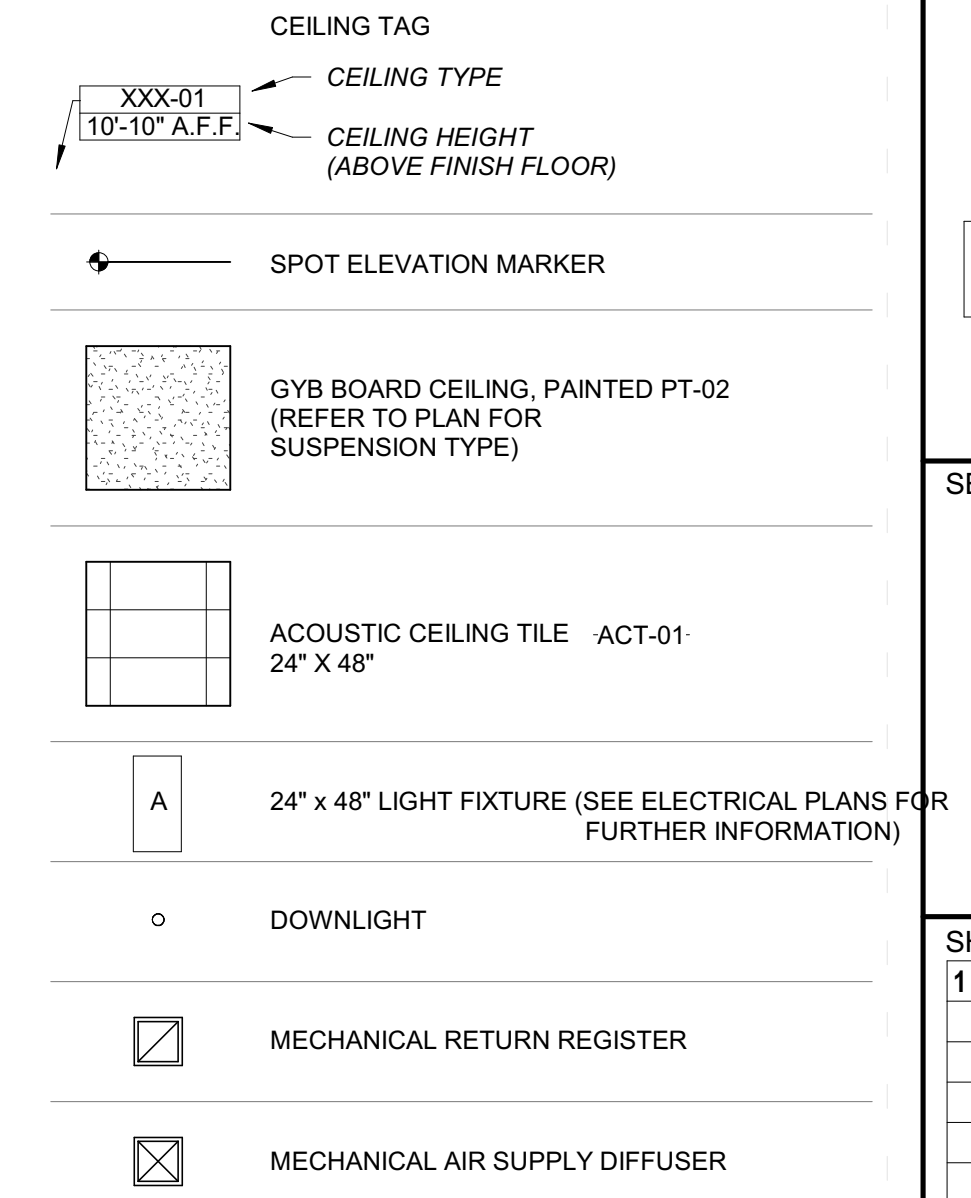 CEILING TAG
CEILING TYPE
XXX-01
10'-10" A.F.F.
CEILING HEIGHT
(ABOVE FINISH FLOOR)
SPOT ELEVATION MARKER
GYB BOARD CEILING, PAINTED PT-02
(REFER TO PLAN FOR
SUSPENSION TYPE)
ACOUSTIC CEILING TILE -ACT-01-
24" X 48"
A
24" x 48" LIGHT FIXTURE (SEE ELECTRICAL PLANS FOR
FURTHER INFORMATION)
DOWNLIGHT
MECHANICAL RETURN REGISTER
MECHANICAL AIR SUPPLY DIFFUSER
1